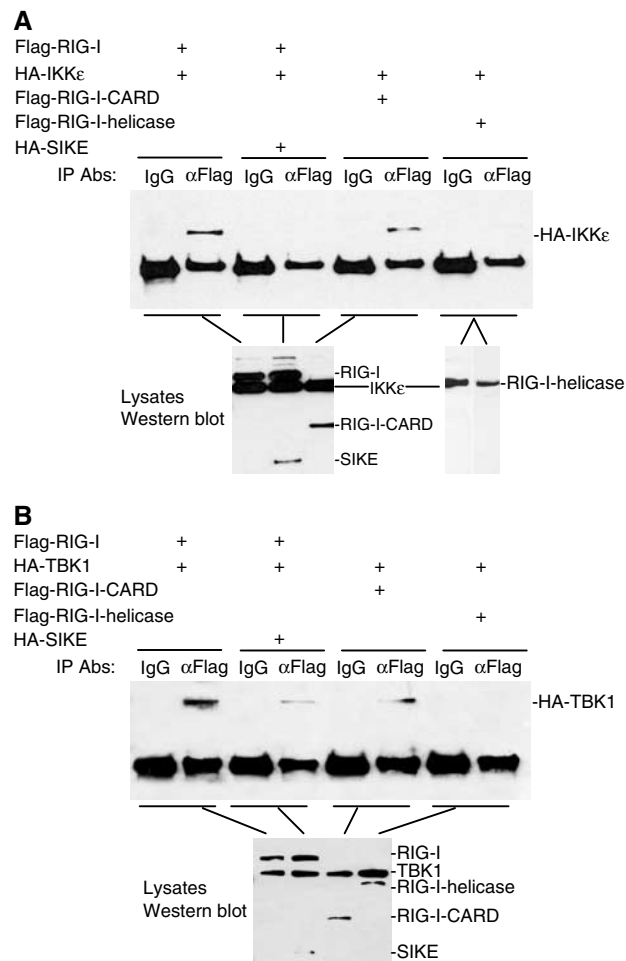 A
Flag-RIG-I + +
HA-IKKε + + + +
Flag-RIG-I-CARD +
Flag-RIG-I-helicase +
HA-SIKE +
IP Abs: IgG αFlag IgG αFlag IgG αFlag IgG αFlag
-HA-IKKε
Lysates
Western blot
-RIG-I
IKKε
-RIG-I-helicase
-RIG-I-CARD
-SIKE
B
Flag-RIG-I + +
HA-TBK1 + + + +
Flag-RIG-I-CARD +
Flag-RIG-I-helicase +
HA-SIKE +
IP Abs: IgG αFlag IgG αFlag IgG αFlag IgG αFlag
-HA-TBK1
Lysates
Western blot
-RIG-I
-TBK1
-RIG-I-helicase
-RIG-I-CARD
-SIKE